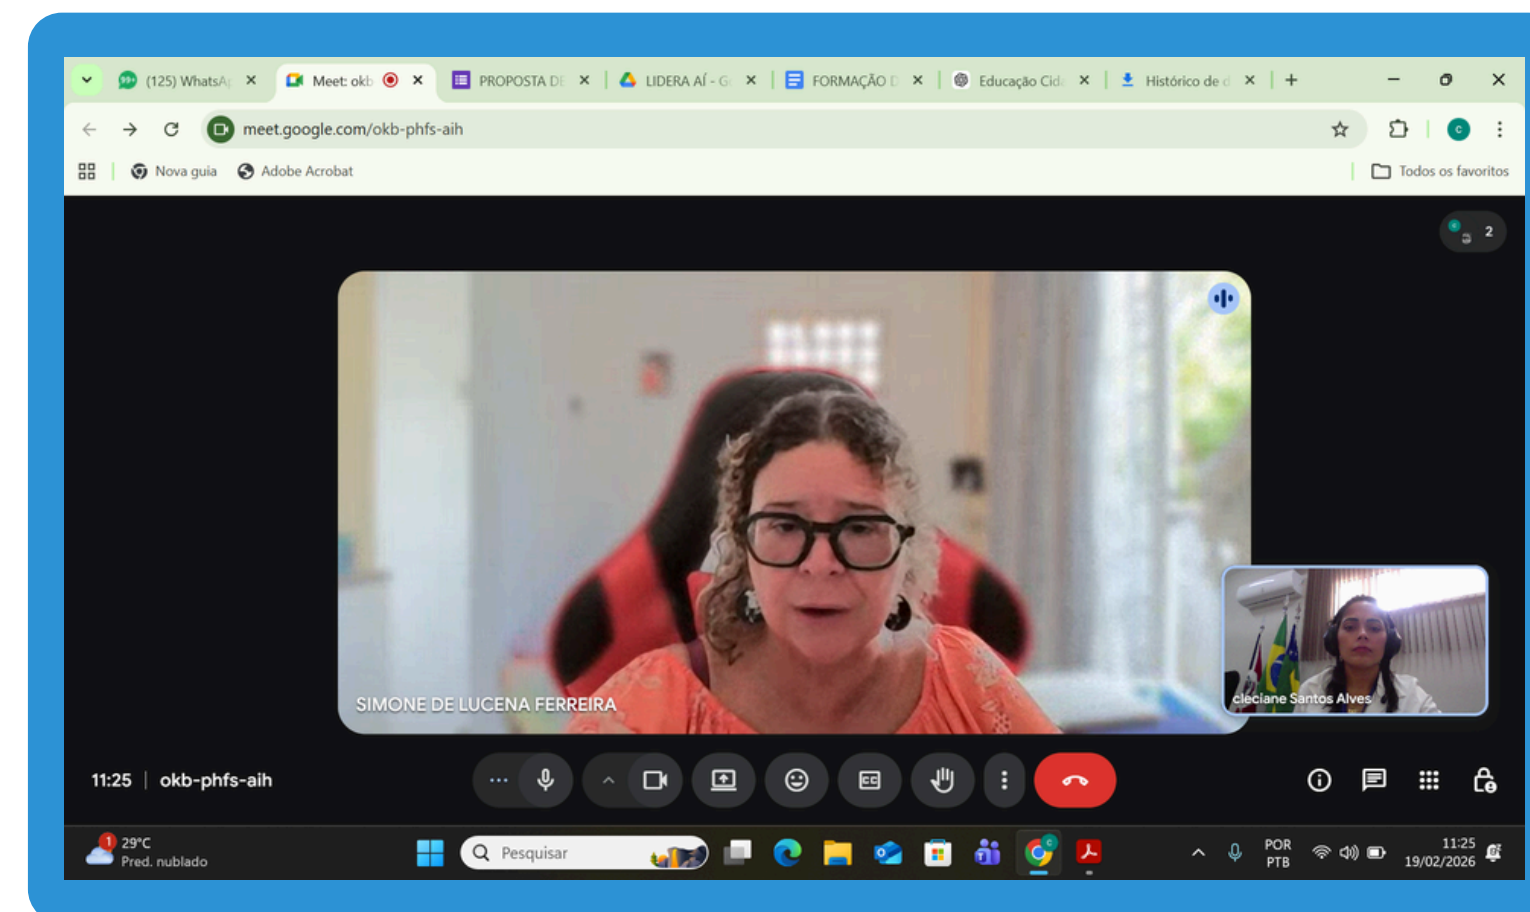 (125) WhatsA
Meet: okb
PROPOSTA DE
LIDERA AÍ - G
FORMAÇÃO D
Educação Cid
Histórico de d
meet.google.com/okb-phfs-aih
Nova guia
Adobe Acrobat
Todos os favoritos
2
SIMONE DE LUCENA FERREIRA
cleciane Santos Alves
11:25 | okb-phfs-aih
CC
1
29°C
Pred. nublado
Pesquisar
POR
PTB
11:25
19/02/2026